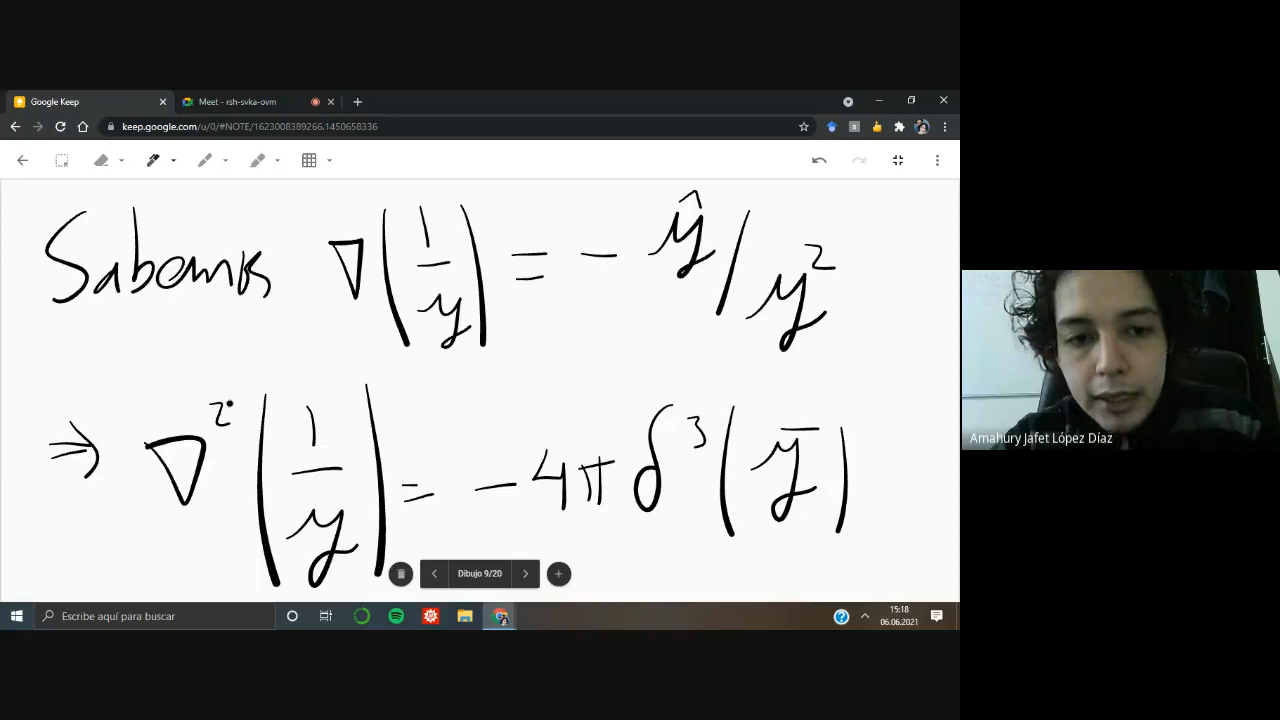 Google Keep
Meet - rsh-svka-ovm
keep.google.com/u/0/#NOTE/1623008389266.1450658336
Sabemos ∇(1/y) = - ŷ/y²
⇒ ∇²(1/y) = - 4π δ³(ȳ)
Dibujo 9/20
Amahury Jafet López Díaz
Escribe aquí para buscar
15:18
06.06.2021